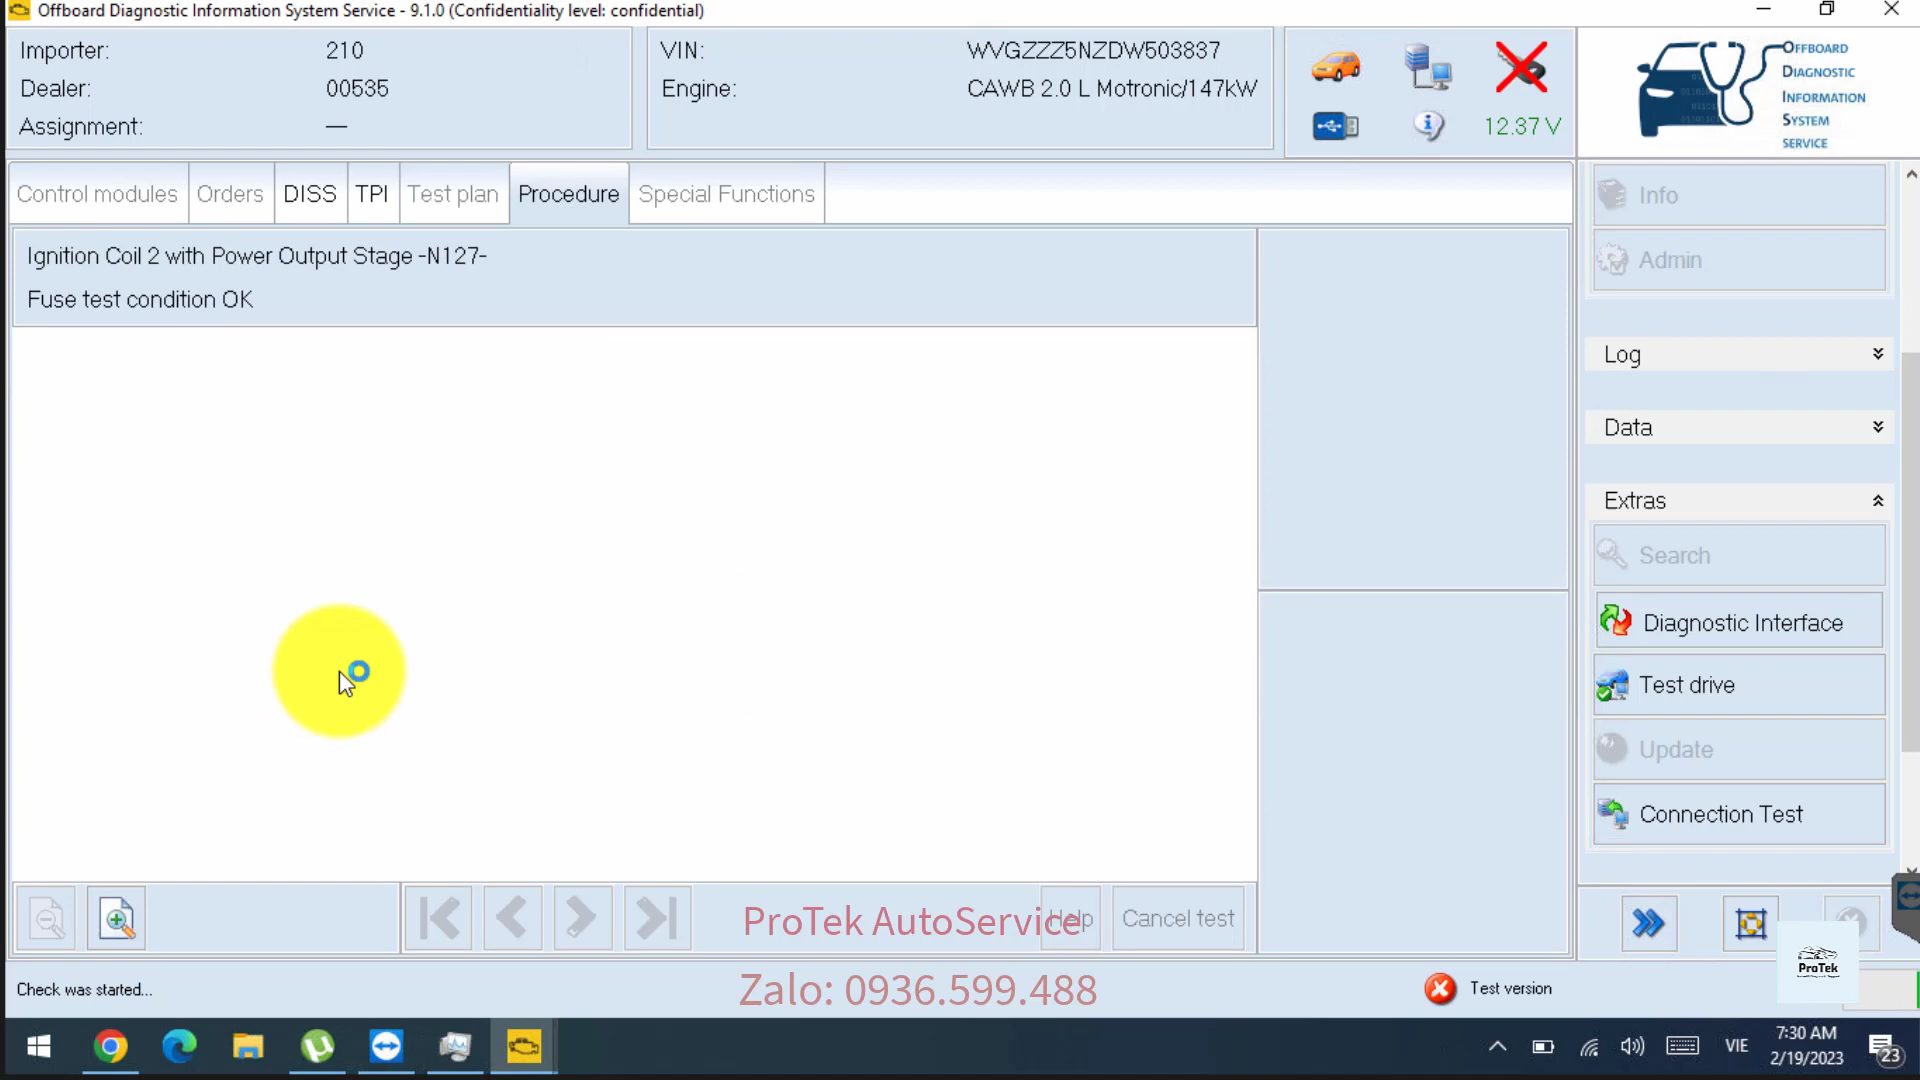 Offboard Diagnostic Information System Service - 9.1.0 (Confidentiality level: confidential)
Importer: 210
Dealer: 00535
Assignment: —
VIN: WVGZZZ5NZDW503837
Engine: CAWB 2.0 L Motronic/147kW
12.37 V
OFFBOARD
DIAGNOSTIC
INFORMATION
SYSTEM
SERVICE
Control modules
Orders
DISS
TPI
Test plan
Procedure
Special Functions
Ignition Coil 2 with Power Output Stage -N127-
Fuse test condition OK
Info
Admin
Log
Data
Extras
Search
Diagnostic Interface
Test drive
Update
Connection Test
Help
Cancel test
ProTek AutoService
Zalo: 0936.599.488
ProTek
Check was started...
Test version
VIE
7:30 AM
2/19/2023
23